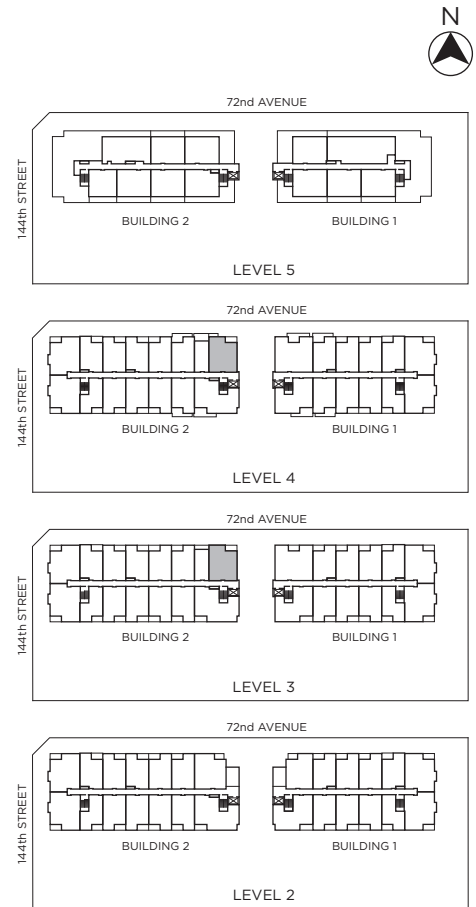 N
72nd AVENUE
144th STREET
BUILDING 2
BUILDING 1
LEVEL 5
72nd AVENUE
144th STREET
BUILDING 2
BUILDING 1
LEVEL 4
72nd AVENUE
144th STREET
BUILDING 2
BUILDING 1
LEVEL 3
72nd AVENUE
144th STREET
BUILDING 2
BUILDING 1
LEVEL 2